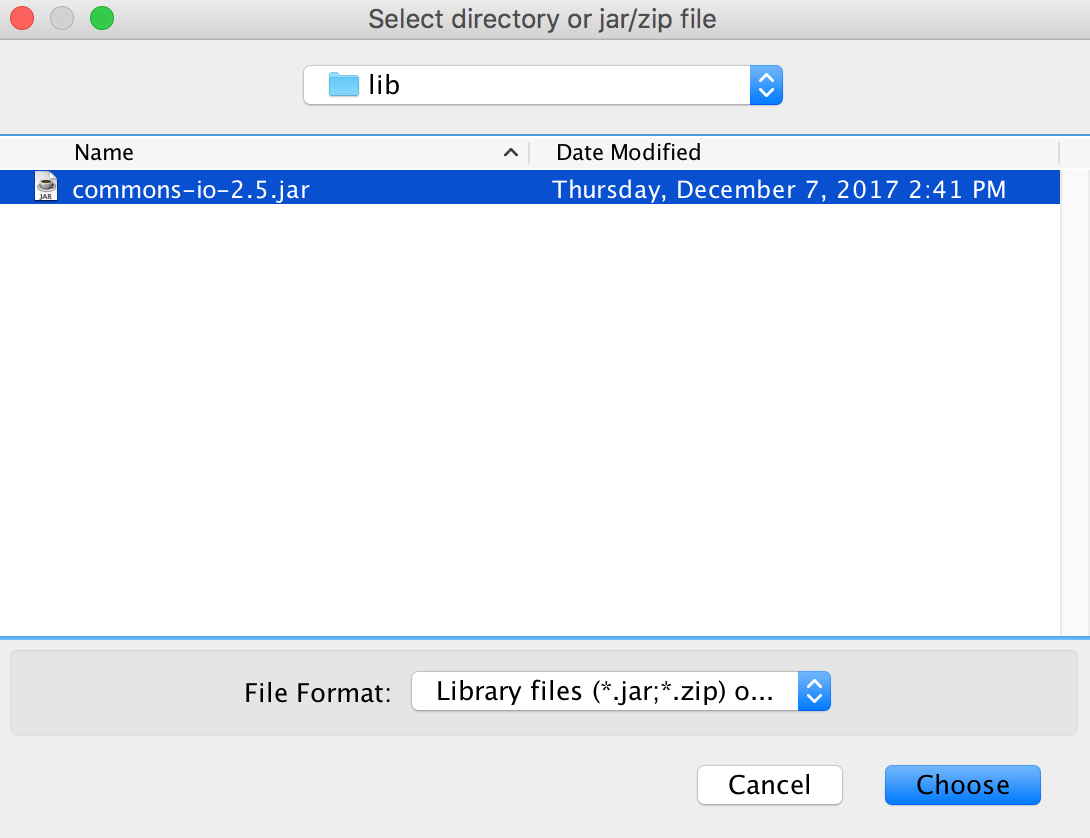 Select directory or jar/zip file
lib
Name Date Modified
JAR commons-io-2.5.jar Thursday, December 7, 2017 2:41 PM
File Format: Library files (*.jar;*.zip) o...
Cancel Choose